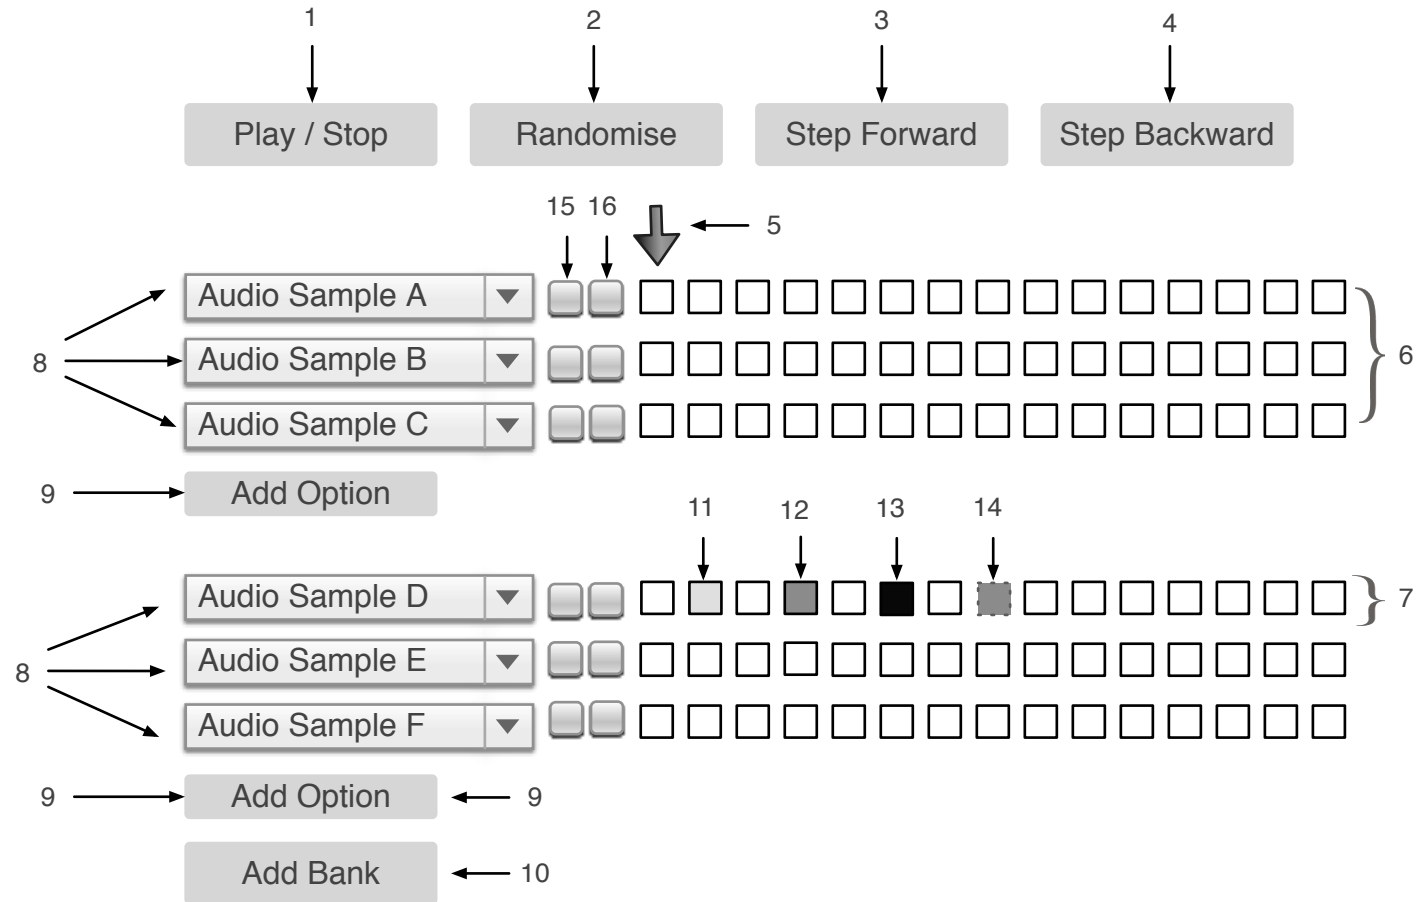 1 2 3 4
Play / Stop Randomise Step Forward Step Backward
15 16 5
Audio Sample A
8 Audio Sample B 6
Audio Sample C
9 Add Option
11 12 13 14
Audio Sample D 7
8 Audio Sample E
Audio Sample F
9 Add Option 9
Add Bank 10